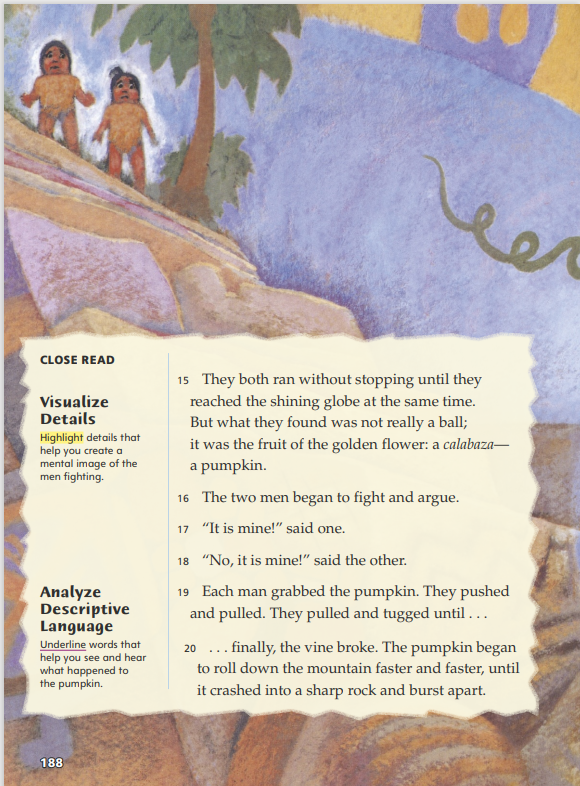 CLOSE READ
Visualize
Details
Highlight details that
help you create a
mental image of the
men fighting.
Analyze
Descriptive
Language
Underline words that
help you see and hear
what happened to
the pumpkin.
15 They both ran without stopping until they
reached the shining globe at the same time.
But what they found was not really a ball;
it was the fruit of the golden flower: a calabaza—
a pumpkin.
16 The two men began to fight and argue.
17 “It is mine!” said one.
18 “No, it is mine!” said the other.
19 Each man grabbed the pumpkin. They pushed
and pulled. They pulled and tugged until . . .
20 . . . finally, the vine broke. The pumpkin began
to roll down the mountain faster and faster, until
it crashed into a sharp rock and burst apart.
188